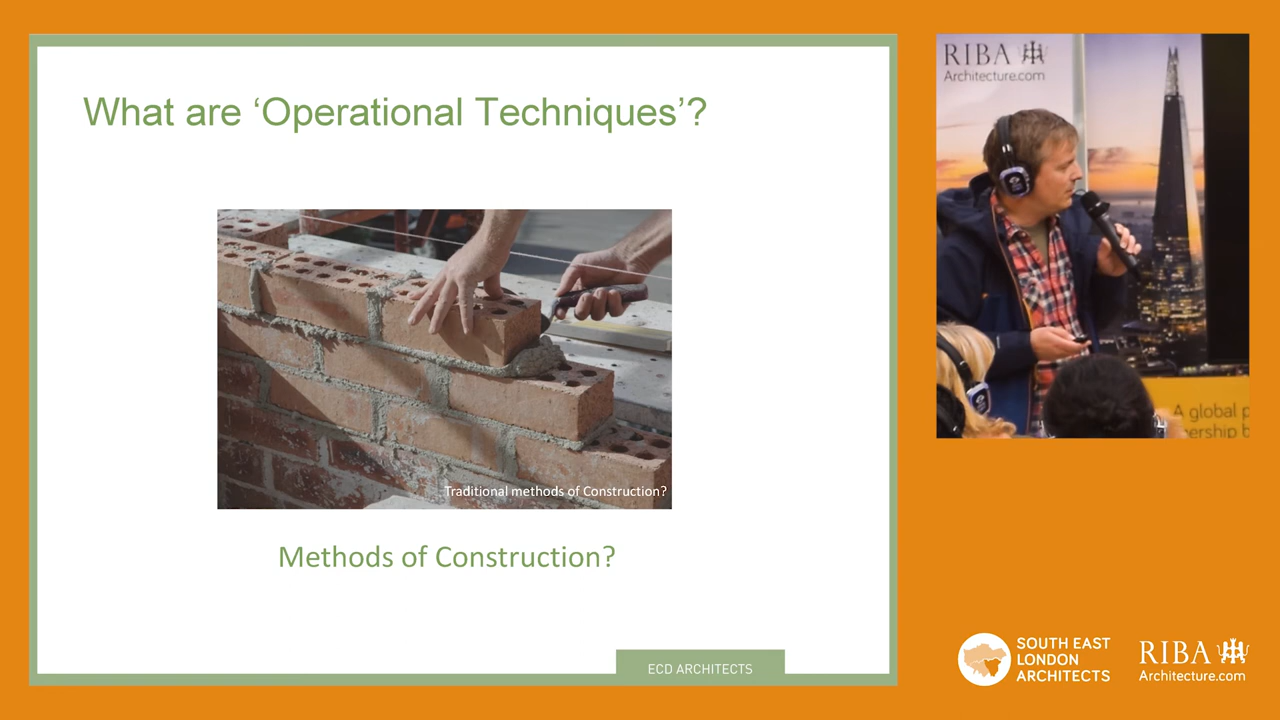 What are ‘Operational Techniques’?
Traditional methods of Construction?
Methods of Construction?
ECD ARCHITECTS
RIBA
Architecture.com
A global
SOUTH EAST
LONDON
ARCHITECTS
RIBA
Architecture.com